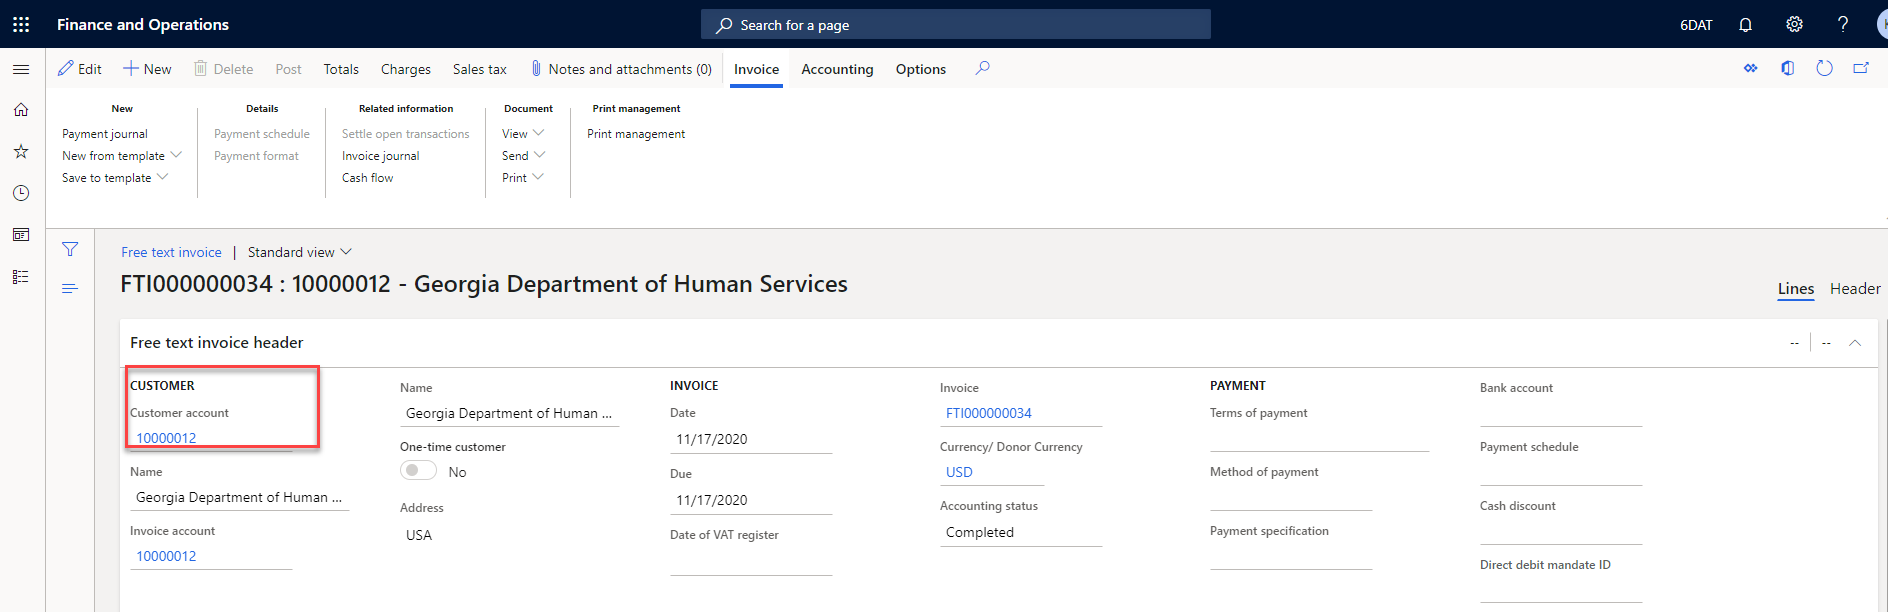 Finance and Operations
Search for a page
6DAT
Edit
New
Delete
Post
Totals
Charges
Sales tax
Notes and attachments (0)
Invoice
Accounting
Options
New
Payment journal
New from template
Save to template
Details
Payment schedule
Payment format
Related information
Settle open transactions
Invoice journal
Cash flow
Document
View
Send
Print
Print management
Print management
Free text invoice | Standard view
FTI000000034 : 10000012 - Georgia Department of Human Services
Lines
Header
Free text invoice header
-- | --
CUSTOMER
Customer account
10000012
Name
Georgia Department of Human ...
Invoice account
10000012
Name
Georgia Department of Human ...
One-time customer
No
Address
USA
INVOICE
Date
11/17/2020
Due
11/17/2020
Date of VAT register
Invoice
FTI000000034
Currency/ Donor Currency
USD
Accounting status
Completed
PAYMENT
Terms of payment
Method of payment
Payment specification
Bank account
Payment schedule
Cash discount
Direct debit mandate ID